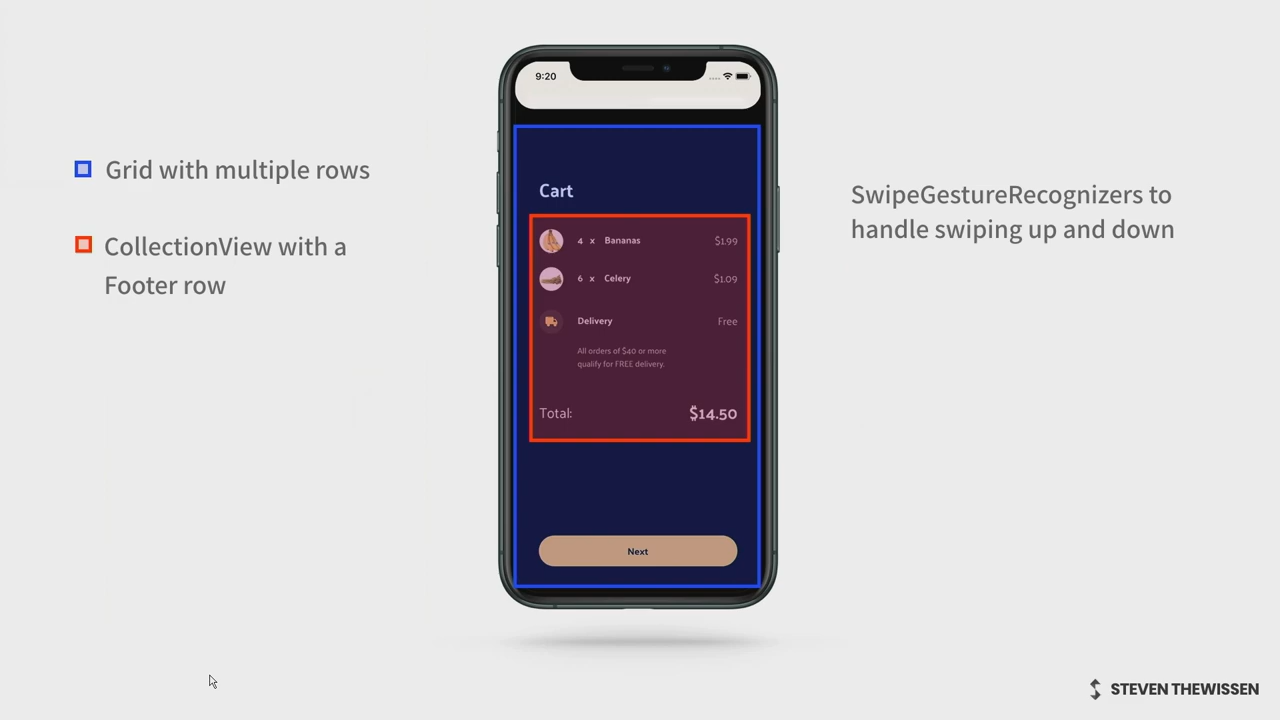 9:20
Grid with multiple rows
CollectionView with a
Footer row
Cart
4 x Bananas $1.99
6 x Celery $1.09
Delivery Free
All orders of $40 or more
qualify for FREE delivery.
Total: $14.50
Next
SwipeGestureRecognizers to
handle swiping up and down
STEVEN THEWISSEN